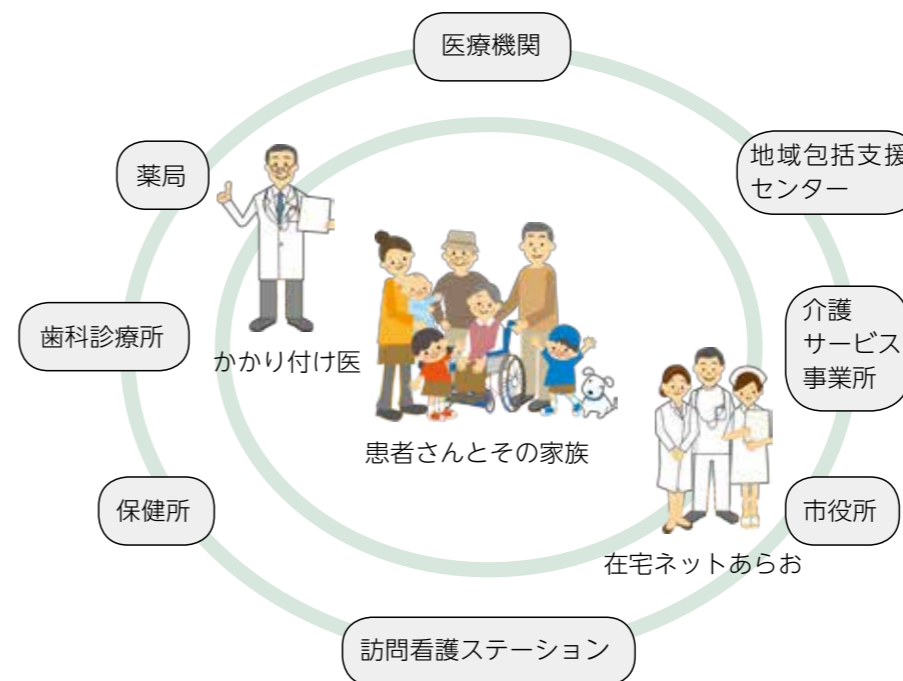 医療機関
薬局
地域包括支援
センター
歯科診療所
かかり付け医
介護
サービス
事業所
患者さんとその家族
保健所
市役所
在宅ネットあらお
訪問看護ステーション